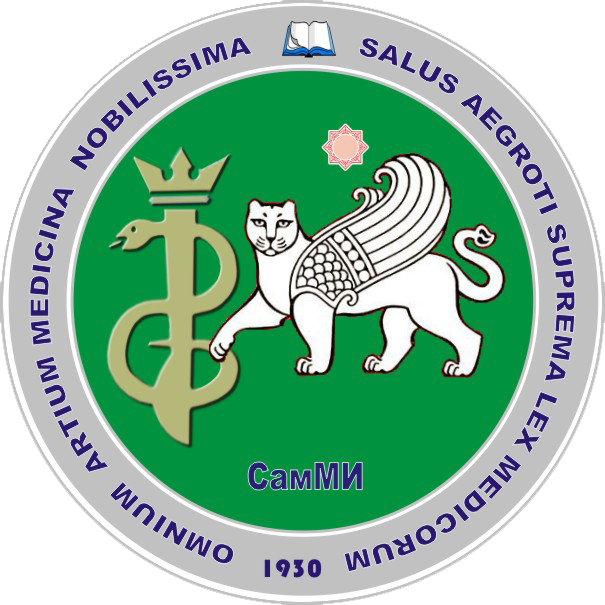 OMNIUM ARTIUM MEDICINA NOBILISSIMA
SALUS AEGROTI SUPREMA LEX MEDICORUM
СамМИ
1930